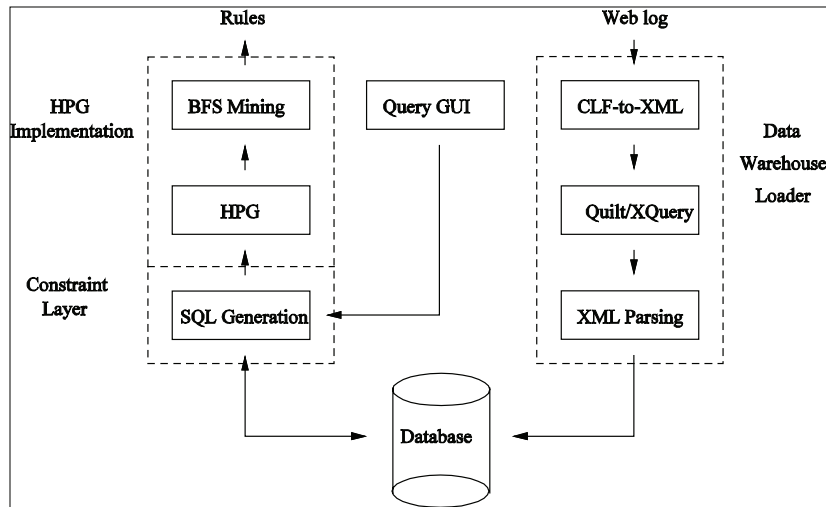 Rules
Web log
HPG
Implementation
BFS Mining
Query GUI
CLF-to-XML
Data
Warehouse
Loader
HPG
Quilt/XQuery
Constraint
Layer
SQL Generation
XML Parsing
Database